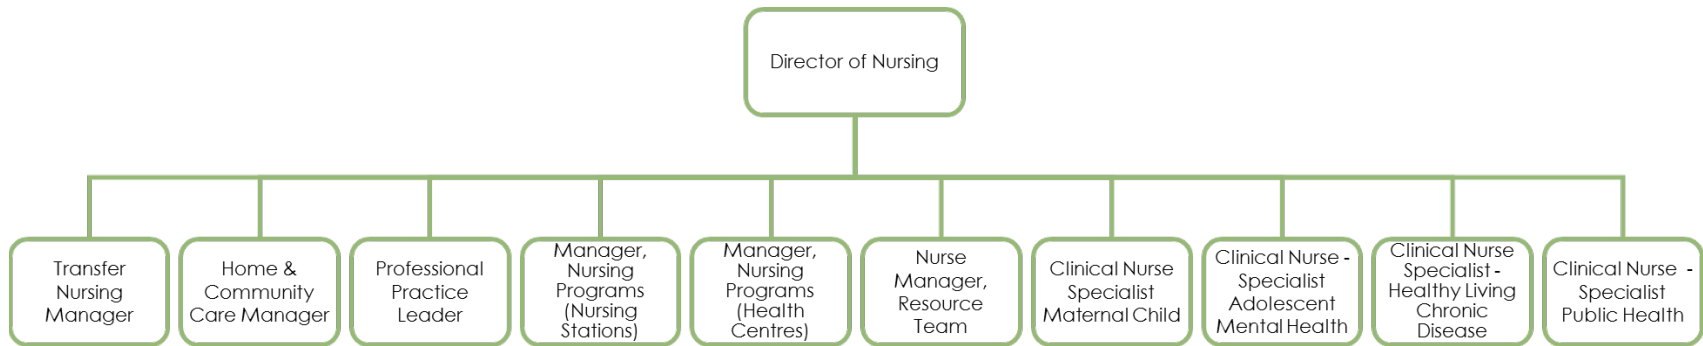 Director of Nursing
Transfer
Nursing
Manager
Home &
Community
Care Manager
Professional
Practice
Leader
Manager,
Nursing
Programs
(Nursing
Stations)
Manager,
Nursing
Programs
(Health
Centres)
Nurse
Manager,
Resource
Team
Clinical Nurse
Specialist
Maternal Child
Clinical Nurse -
Specialist
Adolescent
Mental Health
Clinical Nurse
Specialist -
Healthy Living
Chronic
Disease
Clinical Nurse -
Specialist
Public Health